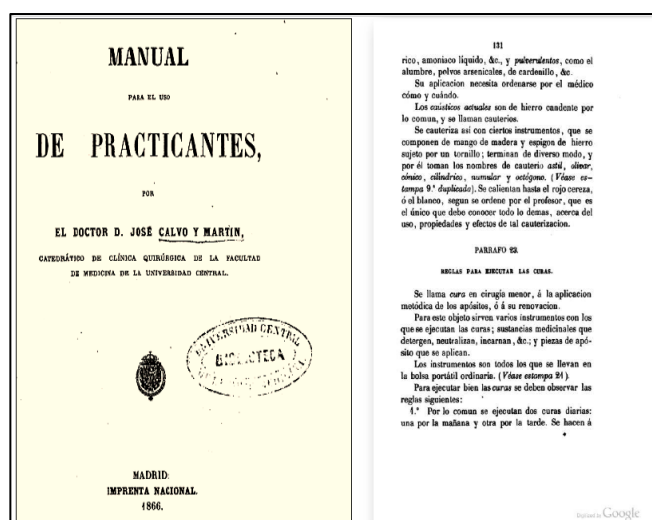 MANUAL
PARA EL USO
DE PRACTICANTES,
POR
EL DOCTOR D. JOSÉ CALVO Y MARTIN,
CATEDRÁTICO DE CLÍNICA QUIRÚRGICA DE LA FACULTAD
DE MEDICINA DE LA UNIVERSIDAD CENTRAL.
UNIVERSIDAD CENTRAL
BIBLIOTECA
MADRID:
IMPRENTA NACIONAL.
1866.
131
rico, amoniaco líquido, &c., y pulverulentos, como el
alumbre, polvos arsenicales, de cardenillo, &c.
Su aplicacion necesita ordenarse por el médico
cómo y cuándo.
Los caústicos actuales son de hierro candente por
lo comun, y se llaman cauterios.
Se cauteriza así con ciertos instrumentos, que se
componen de mango de madera y espigon de hierro
sujeto por un tornillo; terminan de diverso modo, y
por él toman los nombres de cauterio astil, olivar,
cónico, cilíndrico, numular y octógono. (Véase es-
tampa 9.ª duplicado). Se calientan hasta el rojo cereza,
ó el blanco, segun se ordene por el profesor, que es
el único que debe conocer todo lo demas, acerca del
uso, propiedades y efectos de tal cauterizacion.
PARRAFO 23.
REGLAS PARA EJECUTAR LAS CURAS.
Se llama cura en cirugía menor, á la aplicacion
metódica de los apósitos, ó á su renovacion.
Para este objeto sirven varios instrumentos con los
que se ejecutan las curas; sustancias medicinales que
detergen, neutralizan, incarnan, &c.; y piezas de apó-
sito que se aplican.
Los instrumentos son todos los que se llevan en
la bolsa portátil ordinaria. (Véase estampa 21).
Para ejecutar bien las curas se deben observar las
reglas siguientes:
1.ª Por lo comun se ejecutan dos curas diarias:
una por la mañana y otra por la tarde. Se hacen á
Digitized by Google